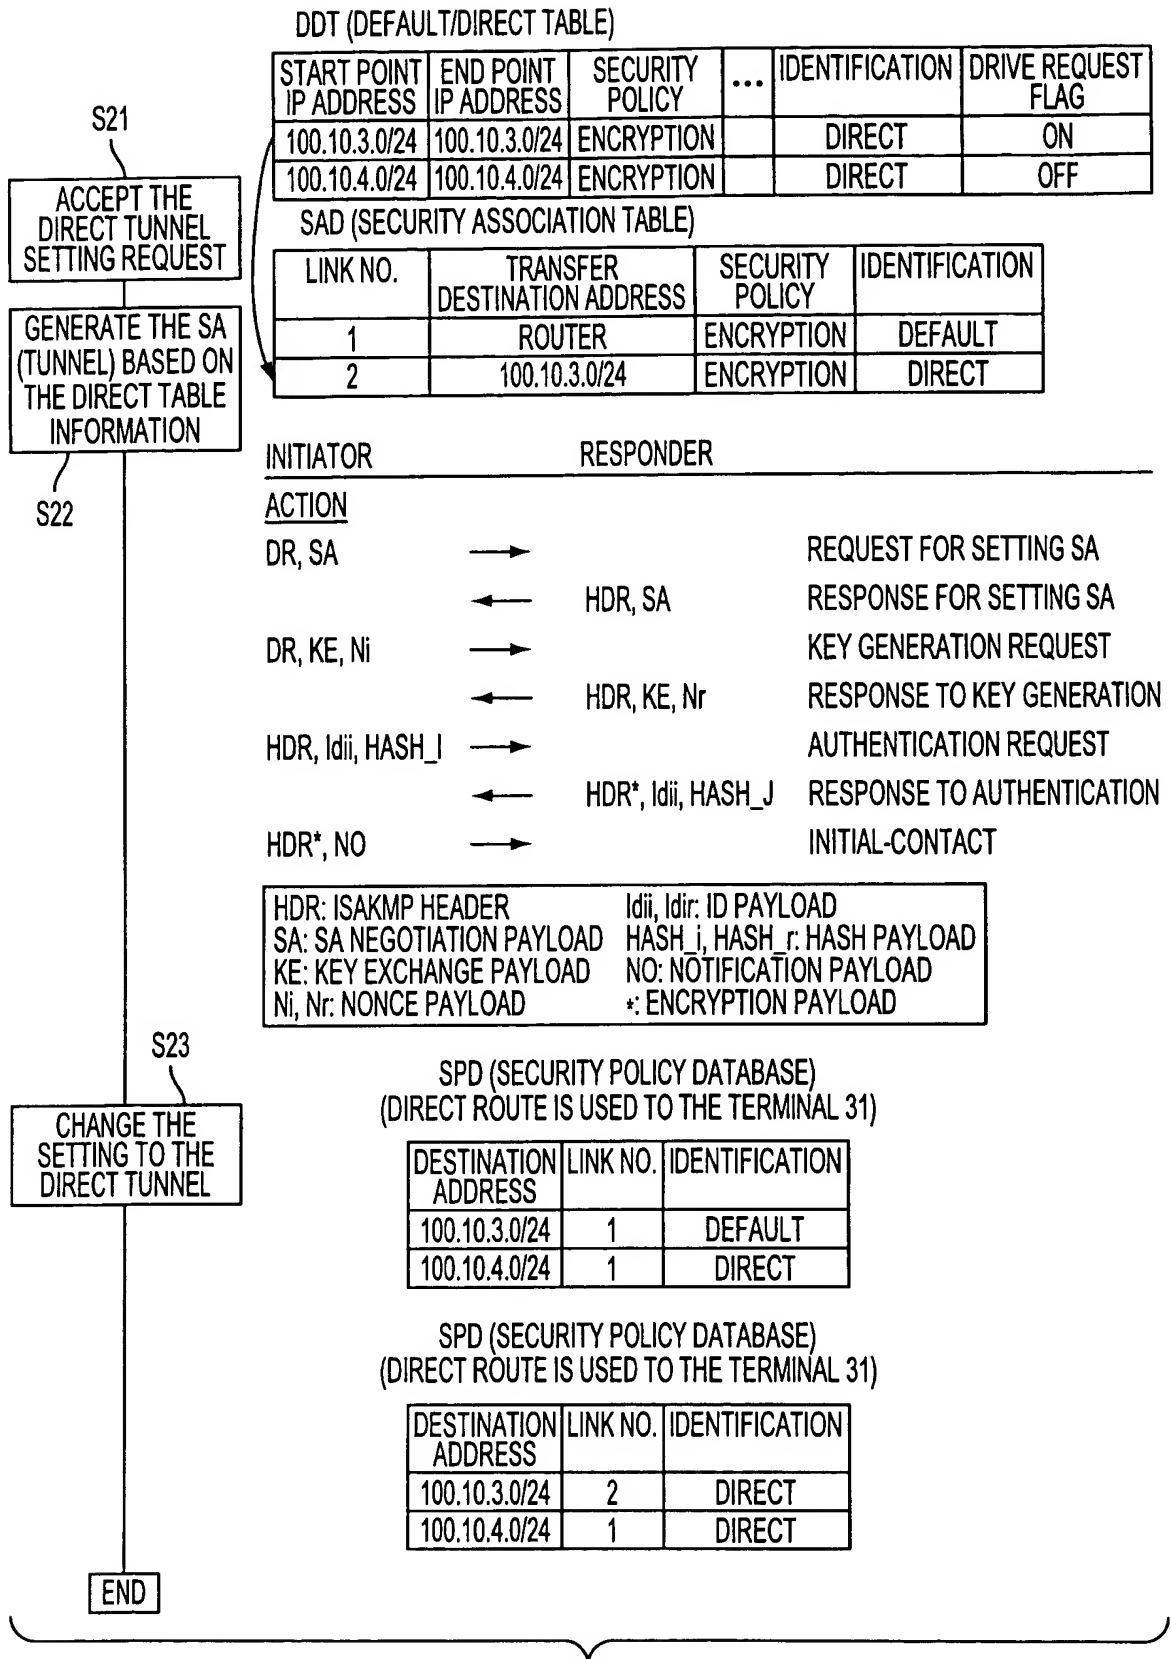 DDT (DEFAULT/DIRECT TABLE)
START POINT IP ADDRESS END POINT IP ADDRESS SECURITY POLICY ... IDENTIFICATION DRIVE REQUEST FLAG
100.10.3.0/24 100.10.3.0/24 ENCRYPTION DIRECT ON
100.10.4.0/24 100.10.4.0/24 ENCRYPTION DIRECT OFF
S21
ACCEPT THE
DIRECT TUNNEL
SETTING REQUEST
SAD (SECURITY ASSOCIATION TABLE)
LINK NO. TRANSFER DESTINATION ADDRESS SECURITY POLICY IDENTIFICATION
1 ROUTER ENCRYPTION DEFAULT
2 100.10.3.0/24 ENCRYPTION DIRECT
GENERATE THE SA
(TUNNEL) BASED ON
THE DIRECT TABLE
INFORMATION
S22
INITIATOR RESPONDER
ACTION
DR, SA → REQUEST FOR SETTING SA
← HDR, SA RESPONSE FOR SETTING SA
DR, KE, Ni → KEY GENERATION REQUEST
← HDR, KE, Nr RESPONSE TO KEY GENERATION
HDR, Idii, HASH_I → AUTHENTICATION REQUEST
← HDR*, Idii, HASH_J RESPONSE TO AUTHENTICATION
HDR*, NO → INITIAL-CONTACT
HDR: ISAKMP HEADER Idii, Idir: ID PAYLOAD
SA: SA NEGOTIATION PAYLOAD HASH_i, HASH_r: HASH PAYLOAD
KE: KEY EXCHANGE PAYLOAD NO: NOTIFICATION PAYLOAD
Ni, Nr: NONCE PAYLOAD *: ENCRYPTION PAYLOAD
S23
CHANGE THE
SETTING TO THE
DIRECT TUNNEL
SPD (SECURITY POLICY DATABASE)
(DIRECT ROUTE IS USED TO THE TERMINAL 31)
DESTINATION ADDRESS LINK NO. IDENTIFICATION
100.10.3.0/24 1 DEFAULT
100.10.4.0/24 1 DIRECT
SPD (SECURITY POLICY DATABASE)
(DIRECT ROUTE IS USED TO THE TERMINAL 31)
DESTINATION ADDRESS LINK NO. IDENTIFICATION
100.10.3.0/24 2 DIRECT
100.10.4.0/24 1 DIRECT
END